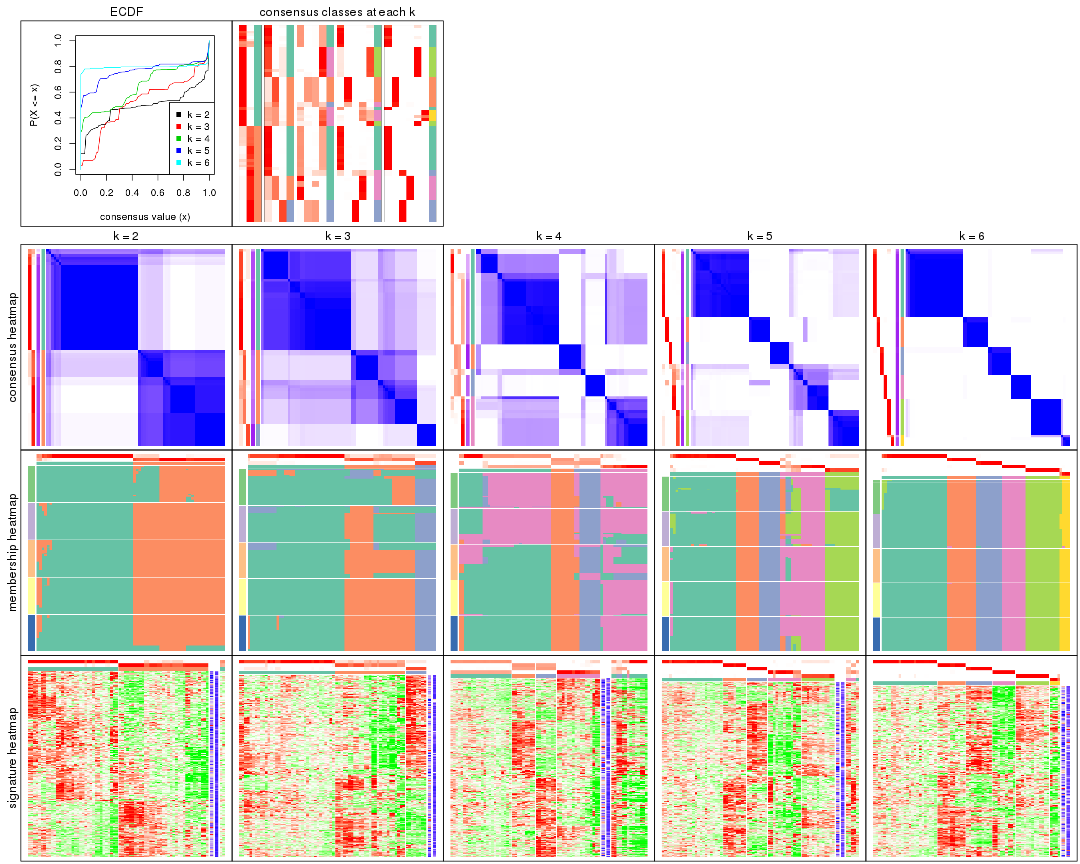 ECDF
consensus classes at each k
P(X <= x)
0.0 0.2 0.4 0.6 0.8 1.0
k = 2
k = 3
k = 4
k = 5
k = 6
0.0 0.2 0.4 0.6 0.8 1.0
consensus value (x)
k = 2 k = 3 k = 4 k = 5 k = 6
consensus heatmap
membership heatmap
signature heatmap